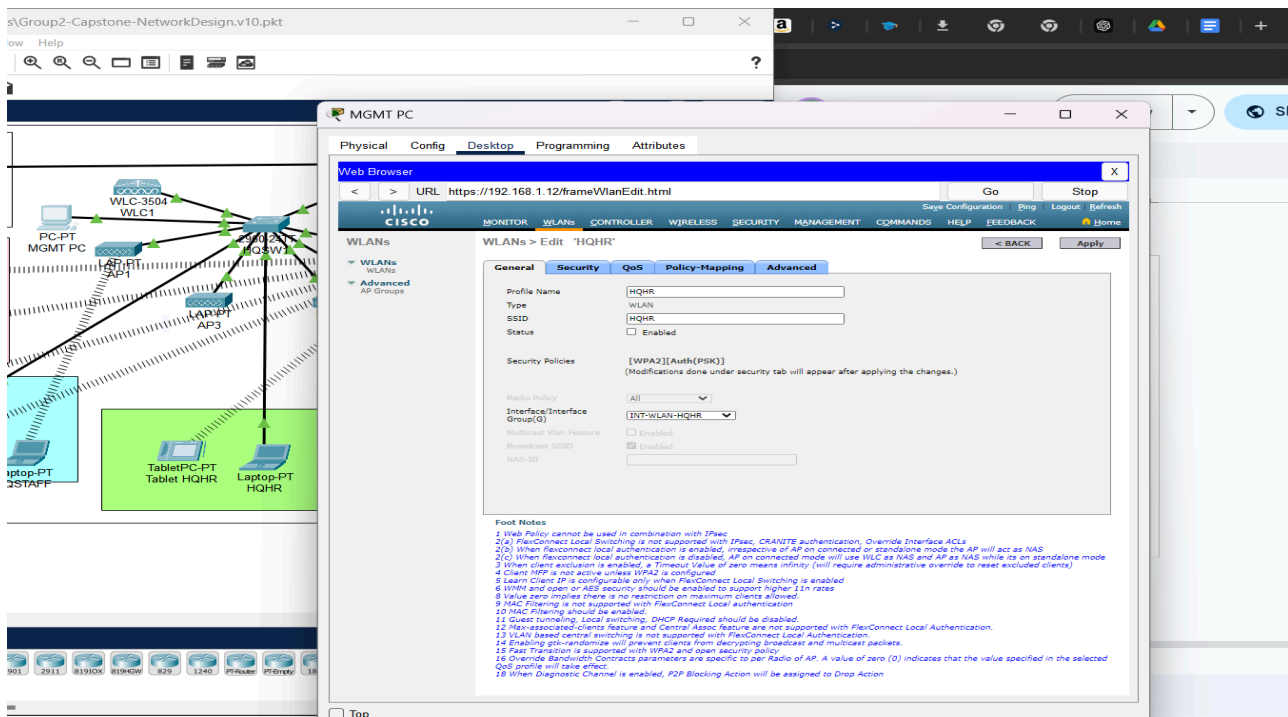 s\Group2-Capstone-NetworkDesign.v10.pkt
low Help
?
MGMT PC
Physical Config Desktop Programming Attributes
Web Browser
X
< > URL https://192.168.1.12/frameWlanEdit.html Go Stop
Save Configuration Ping Logout Refresh
CISCO
MONITOR WLANs CONTROLLER WIRELESS SECURITY MANAGEMENT COMMANDS HELP FEEDBACK Home
WLANs
WLANs
WLANs
Advanced
AP Groups
WLANs > Edit 'HQHR'
< BACK Apply
General Security QoS Policy-Mapping Advanced
Profile Name HQHR
Type WLAN
SSID HQHR
Status Enabled
Security Policies [WPA2][Auth(PSK)]
(Modifications done under security tab will appear after applying the changes.)
Radio Policy All
Interface/Interface
Group(G) INT-WLAN-HQHR
Multicast Vlan Feature Enabled
Broadcast SSID Enabled
NAS-ID
Foot Notes
1 Web Policy cannot be used in combination with IPsec
2(a) FlexConnect Local Switching is not supported with IPsec, CRANITE authentication, Override Interface ACLs
2(b) When flexconnect local authentication is enabled, irrespective of AP on connected or standalone mode the AP will act as NAS
2(c) When flexconnect local authentication is disabled, AP on connected mode will use WLC as NAS and AP as NAS while its on standalone mode
3 When client exclusion is enabled, a Timeout Value of zero means infinity (will require administrative override to reset excluded clients)
4 Client MFP is not active unless WPA2 is configured
5 Learn Client IP is configurable only when FlexConnect Local Switching is enabled
6 WMM and open or AES security should be enabled to support higher 11n rates
8 Value zero implies there is no restriction on maximum clients allowed.
9 MAC Filtering is not supported with FlexConnect Local authentication
10 MAC Filtering should be enabled.
11 Guest tunneling, Local switching, DHCP Required should be disabled.
12 Max-associated-clients feature and Central Assoc feature are not supported with FlexConnect Local Authentication.
13 VLAN based central switching is not supported with FlexConnect Local Authentication.
14 Enabling gtk-randomize will prevent clients from decrypting broadcast and multicast packets.
15 Fast Transition is supported with WPA2 and open security policy
16 Override Bandwidth Contracts parameters are specific to per Radio of AP. A value of zero (0) indicates that the value specified in the selected
QoS profile will take effect.
18 When Diagnostic Channel is enabled, P2P Blocking Action will be assigned to Drop Action
Top
WLC-3504
WLC1
PC-PT
MGMT PC
LAP-PT
AP1
2960-24TT
HQSW1
LAP-PT
AP3
aptop-PT
QSTAFF
TabletPC-PT
Tablet HQHR
Laptop-PT
HQHR
901 2911 819IOX 819HGW 829 1240 PT-Router PT-Empty 18